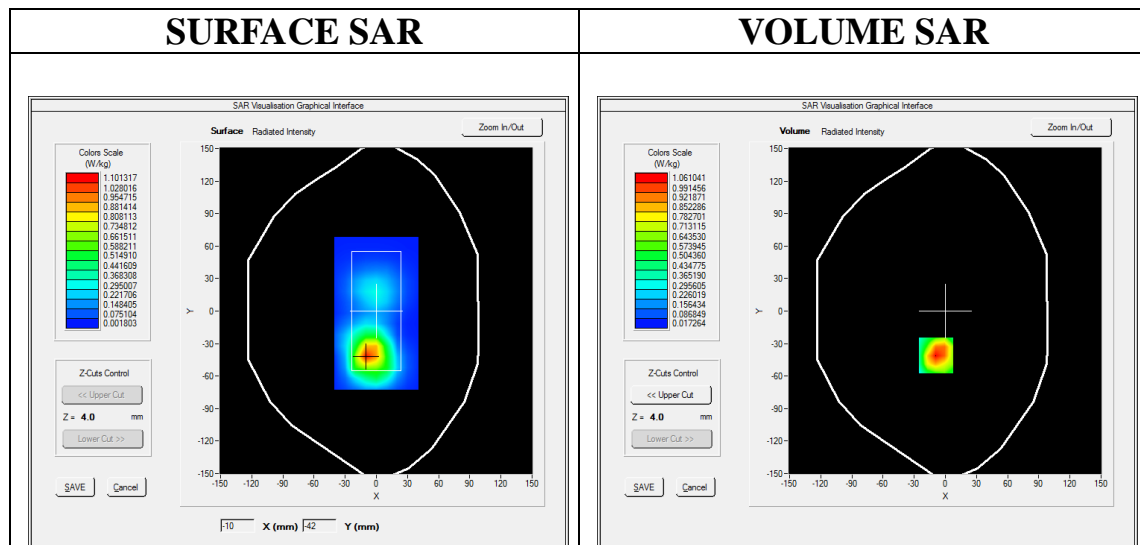 SURFACE SAR
SAR Visualisation Graphical Interface
Surface Radiated Intensity
Zoom In/Out
Colors Scale
(W/kg)
1.101317
1.028016
0.954715
0.881414
0.808113
0.734812
0.661511
0.588211
0.514910
0.441609
0.368308
0.295007
0.221706
0.148405
0.075104
0.001803
Z-Cuts Control
<< Upper Cut
Z = 4.0 mm
Lower Cut >>
SAVE Cancel
150
120
90
60
30
0
-30
-60
-90
-120
-150
Y
-150 -120 -90 -60 -30 0 30 60 90 120 150
X
-10 X (mm) -42 Y (mm)
VOLUME SAR
SAR Visualisation Graphical Interface
Volume Radiated Intensity
Zoom In/Out
Colors Scale
(W/kg)
1.061041
0.991456
0.921871
0.852286
0.782701
0.713115
0.643530
0.573945
0.504360
0.434775
0.365190
0.295605
0.226019
0.156434
0.086849
0.017264
Z-Cuts Control
<< Upper Cut
Z = 4.0 mm
Lower Cut >>
SAVE Cancel
150
120
90
60
30
0
-30
-60
-90
-120
-150
Y
-150 -120 -90 -60 -30 0 30 60 90 120 150
X